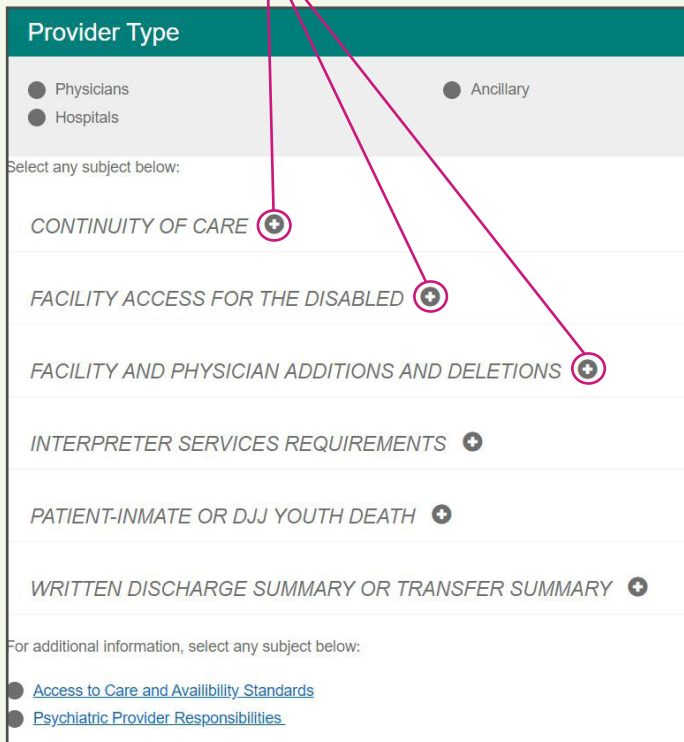 Provider Type
Physicians
Ancillary
Hospitals
Select any subject below:
CONTINUITY OF CARE
FACILITY ACCESS FOR THE DISABLED
FACILITY AND PHYSICIAN ADDITIONS AND DELETIONS
INTERPRETER SERVICES REQUIREMENTS
PATIENT-INMATE OR DJJ YOUTH DEATH
WRITTEN DISCHARGE SUMMARY OR TRANSFER SUMMARY
For additional information, select any subject below:
Access to Care and Availibility Standards
Psychiatric Provider Responsibilities